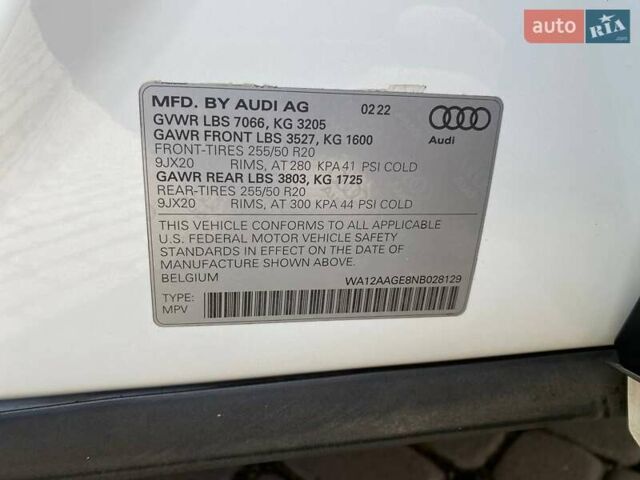 auto RIA.com
MFD. BY AUDI AG 02 22
GVWR LBS 7066, KG 3205
GAWR FRONT LBS 3527, KG 1600
FRONT-TIRES 255/50 R20
9JX20 RIMS, AT 280 KPA 41 PSI COLD
GAWR REAR LBS 3803, KG 1725
REAR-TIRES 255/50 R20
9JX20 RIMS, AT 300 KPA 44 PSI COLD
Audi
THIS VEHICLE CONFORMS TO ALL APPLICABLE
U.S. FEDERAL MOTOR VEHICLE SAFETY
STANDARDS IN EFFECT ON THE DATE OF
MANUFACTURE SHOWN ABOVE.
BELGIUM WA12AAGE8NB028129
TYPE:
MPV